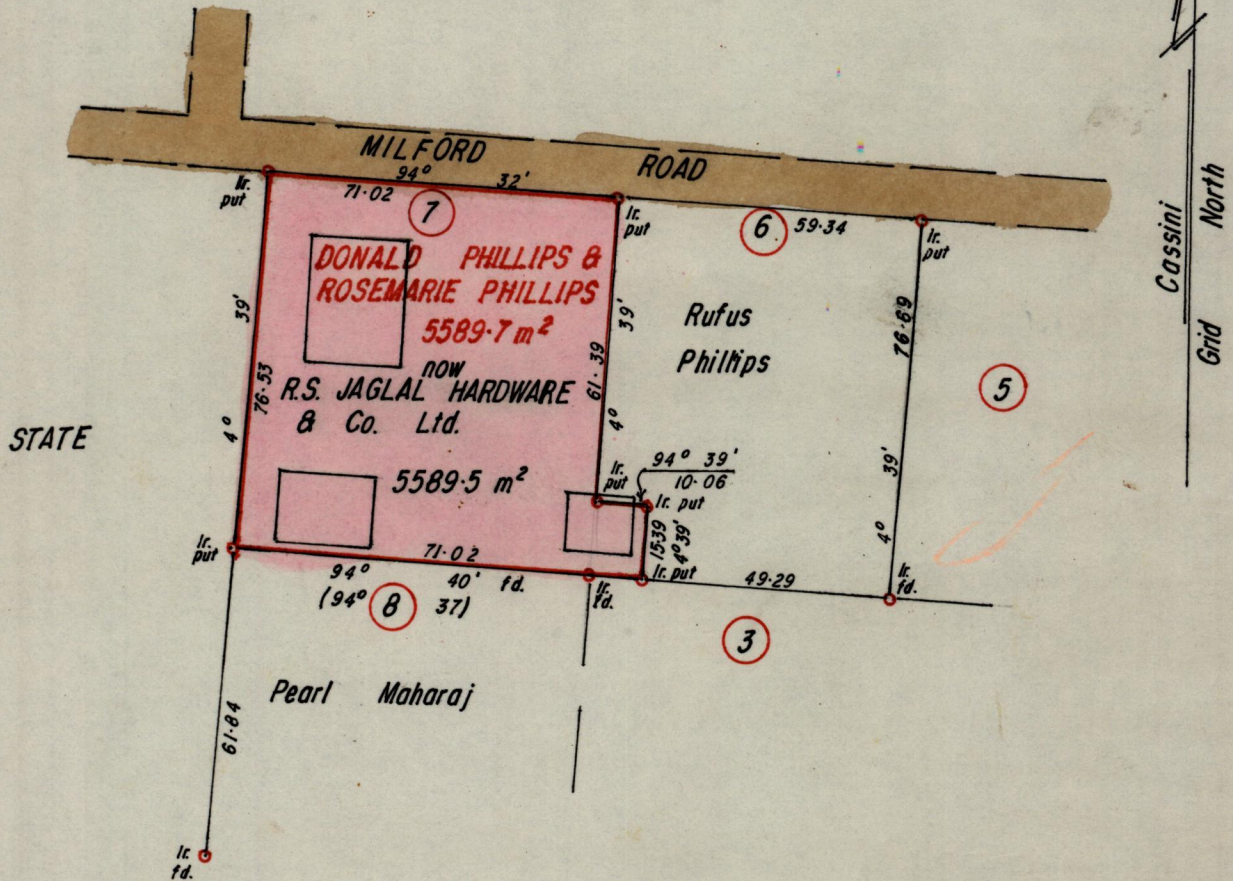 MILFORD ROAD
94° 32'
71·02
Ir.
put
7
Ir.
put
6
59·34
Ir.
put
DONALD PHILLIPS &
ROSEMARIE PHILLIPS
5589·7 m²
now
R.S. JAGLAL HARDWARE
& Co. Ltd.
5589·5 m²
4° 39'
76·53
4° 39'
61·39
Rufus
Phillips
4° 39'
76·69
5
Cassini
Grid North
STATE
Ir.
put
94° 39'
10·06
Ir. put
15·39
4° 39'
Ir. put
Ir.
put
71·02
94° 40' fd.
(94° 37)
8
Ir.
fd.
49·29
Ir.
fd.
3
Pearl Maharaj
61·84
Ir.
fd.